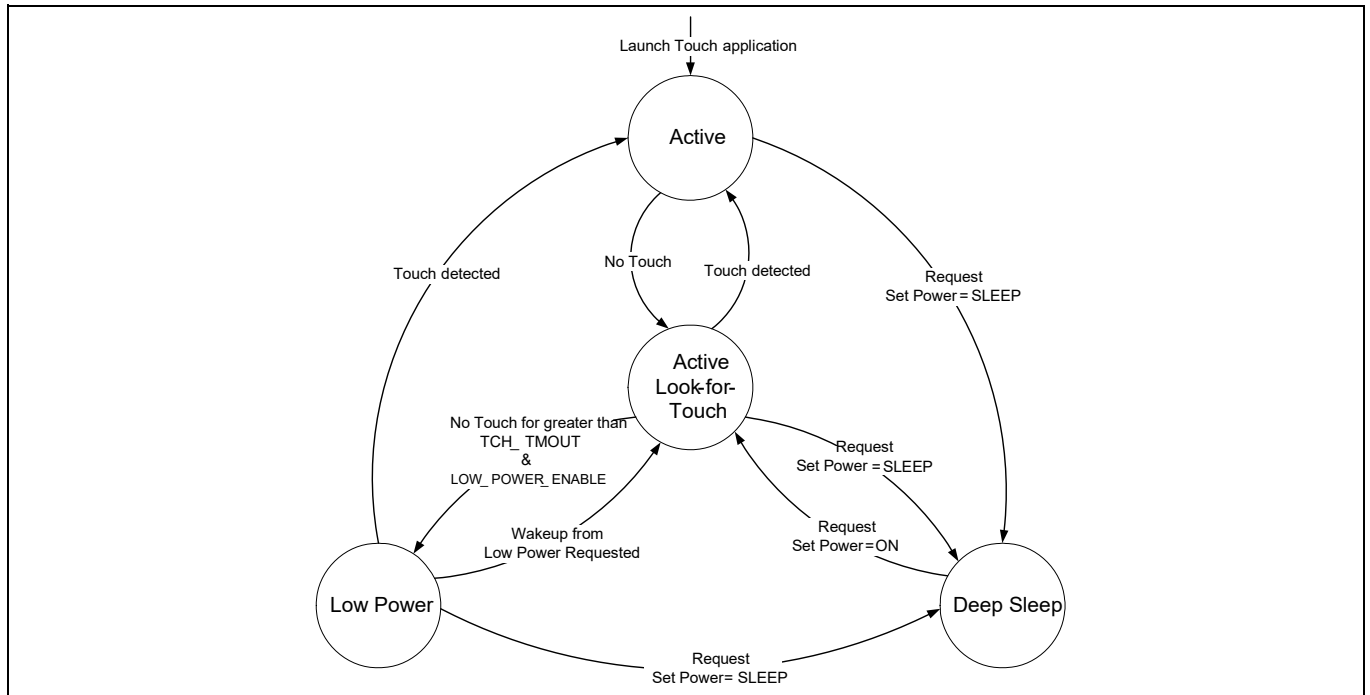 Launch Touch application
Active
No Touch
Touch detected
Touch detected
Request
Set Power = SLEEP
Active
Look-for-
Touch
No Touch for greater than
TCH_ TMOUT
&
LOW_ POWER_ ENABLE
Request
Set Power = SLEEP
Wakeup from
Low Power Requested
Request
Set Power = ON
Low Power
Deep Sleep
Request
Set Power= SLEEP